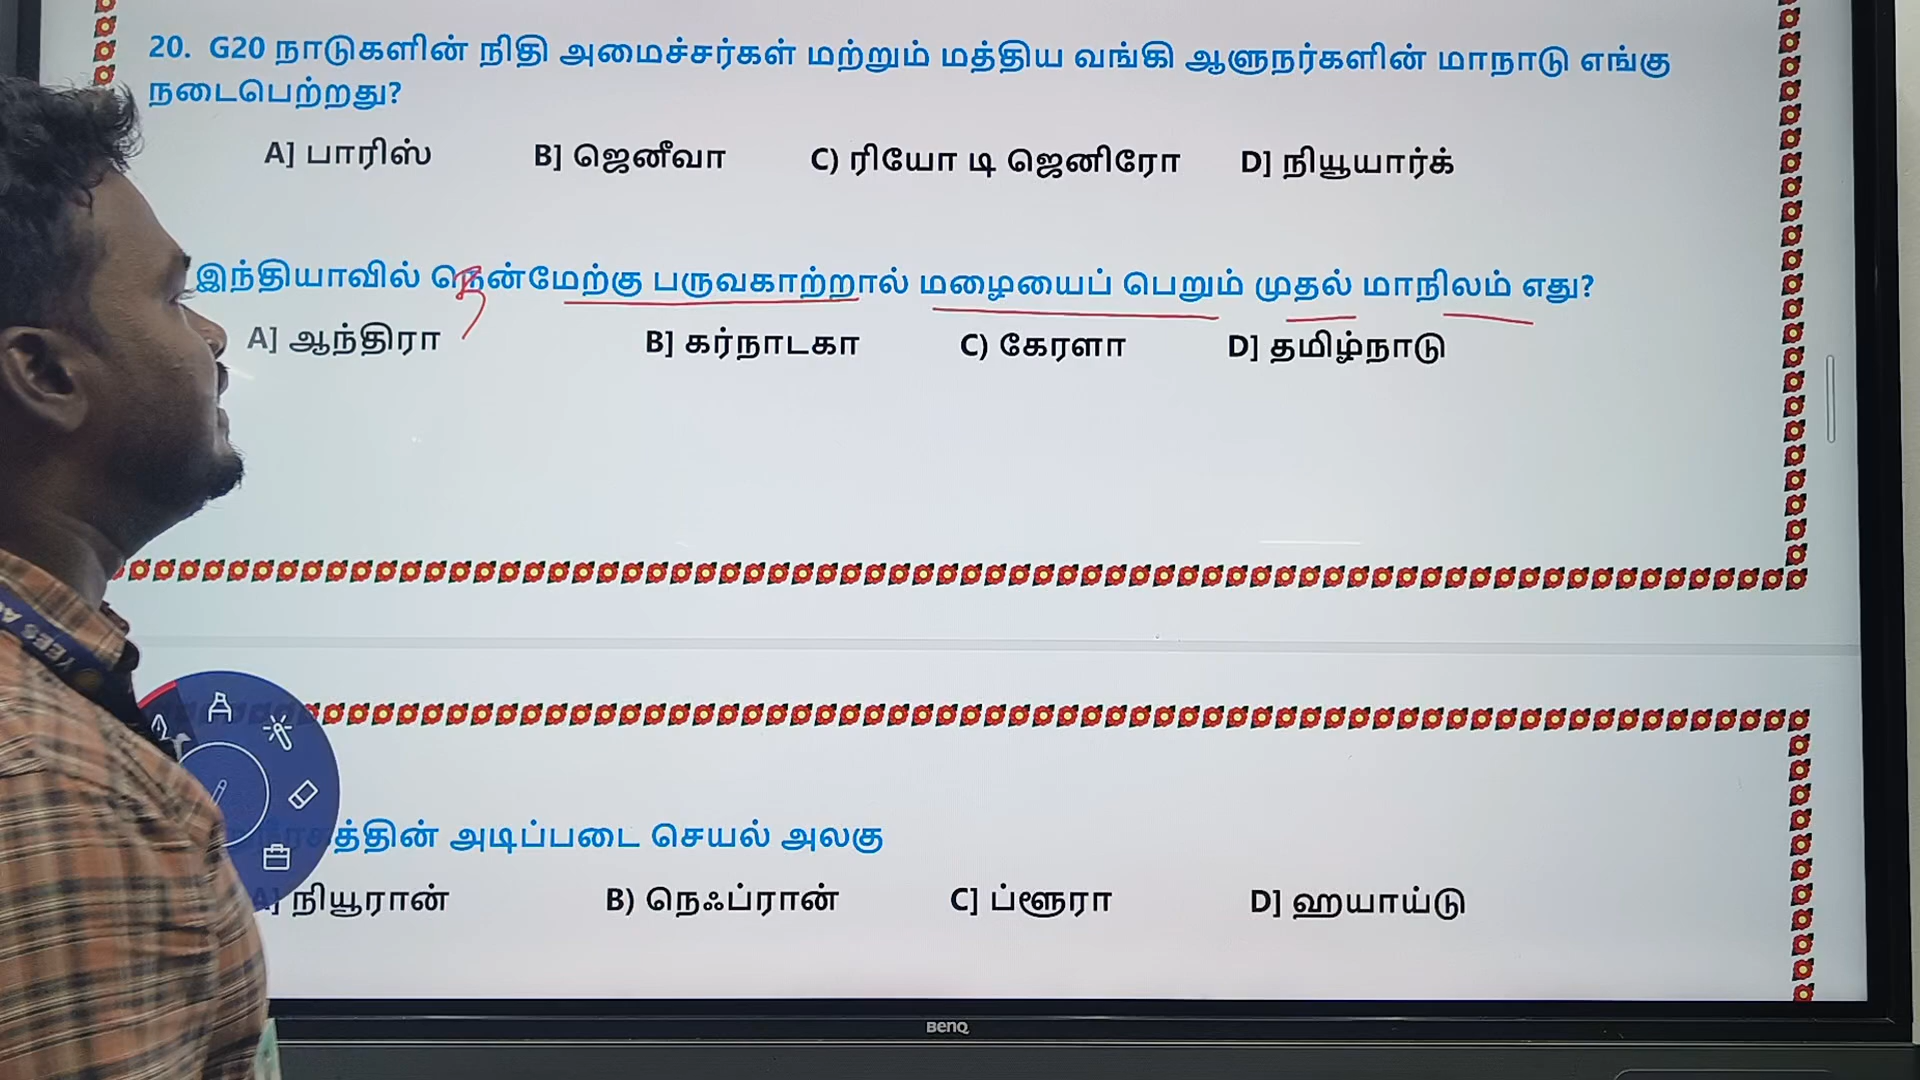 20. G20 நாடுகளின் நிதி அமைச்சர்கள் மற்றும் மத்திய வங்கி ஆளுநர்களின் மாநாடு எங்கு
நடைபெற்றது?
A] பாரிஸ் B] ஜெனீவா C) ரியோ டி ஜெனிரோ D] நியூயார்க்
இந்தியாவில் தென்மேற்கு பருவகாற்றால் மழையைப் பெறும் முதல் மாநிலம் எது?
A] ஆந்திரா B] கர்நாடகா C) கேரளா D] தமிழ்நாடு
அடிப்படை செயல் அலகு
A] நியூரான் B) நெஃப்ரான் C] ப்ளூரா D] ஹயாய்டு
YEES
BenQ